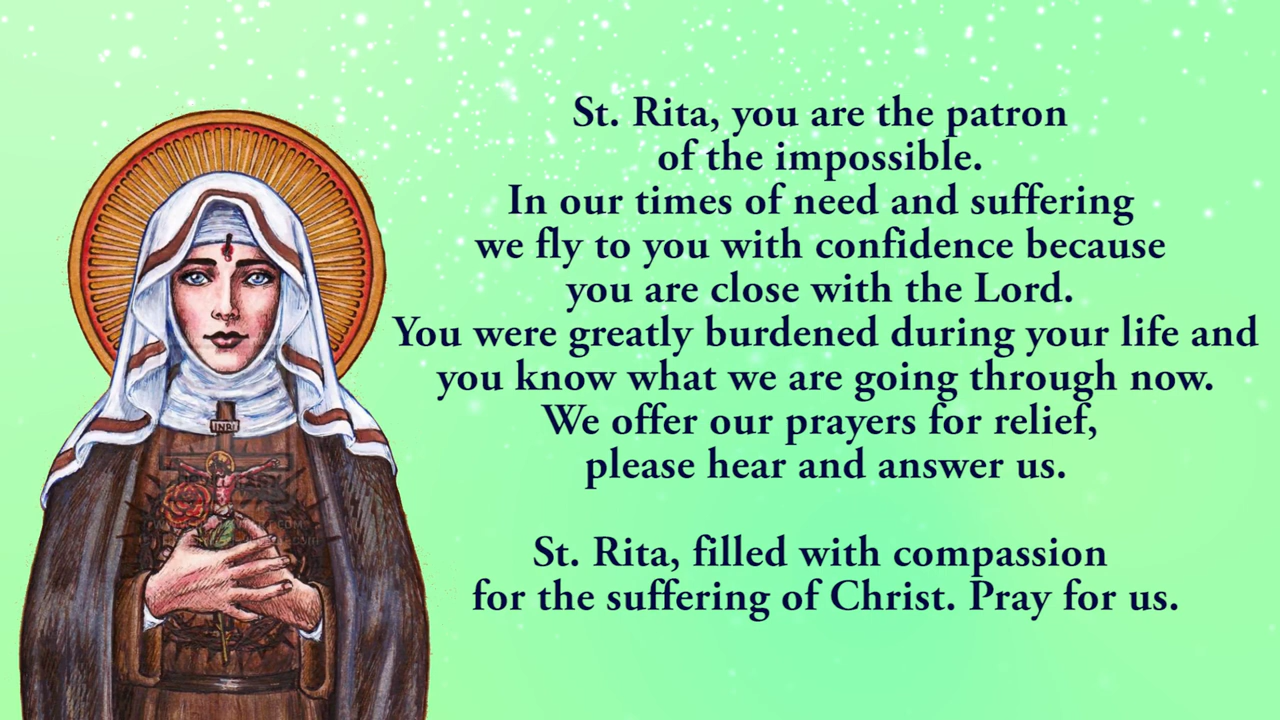 St. Rita, you are the patron
of the impossible.
In our times of need and suffering
we fly to you with confidence because
you are close with the Lord.
You were greatly burdened during your life and
you know what we are going through now.
We offer our prayers for relief,
please hear and answer us.
St. Rita, filled with compassion
for the suffering of Christ. Pray for us.
INRI